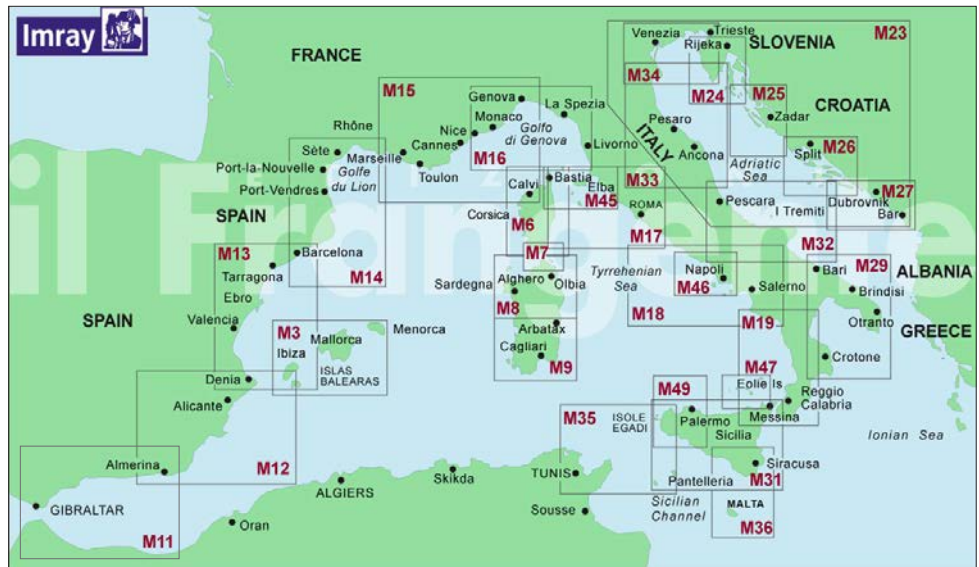 Imray
il Frangente
FRANCE
SLOVENIA
CROATIA
ITALY
ALBANIA
GREECE
SPAIN
SPAIN
Venezia
Trieste
Rijeka
M23
M34
M24
M25
Zadar
Pesaro
Ancona
Adriatic
Sea
Split
M26
M33
M27
Dubrovnik
Bar
Pescara
I Tremiti
M32
M15
Genova
La Spezia
Monaco
Golfo
di Genova
Nice
Cannes
M16
Livorno
Rhône
Sète
Marseille
Toulon
Port-la-Nouvelle
Golfe
du Lion
Port-Vendres
Calvi
Bastia
Elba
M45
Corsica
M6
ROMA
M17
M7
M13
Barcelona
Tarragona
M14
Ebro
Valencia
M3
Menorca
Mallorca
Ibiza
ISLAS
BALEARAS
Denia
Alicante
M12
Almerina
GIBRALTAR
M11
Oran
ALGIERS
Skikda
Sardegna
Alghero
Olbia
M8
Arbatax
Cagliari
M9
Tyrrehenian
Sea
Napoli
M46
Salerno
M18
M19
Bari
M29
Brindisi
Otranto
Crotone
M47
Eolie Is
Reggio
Calabria
Messina
M49
Palermo
Sicilia
M35
ISOLE
EGADI
TUNIS
Sousse
Siracusa
Pantelleria
M31
Sicilian
Channel
MALTA
M36
Ionian Sea